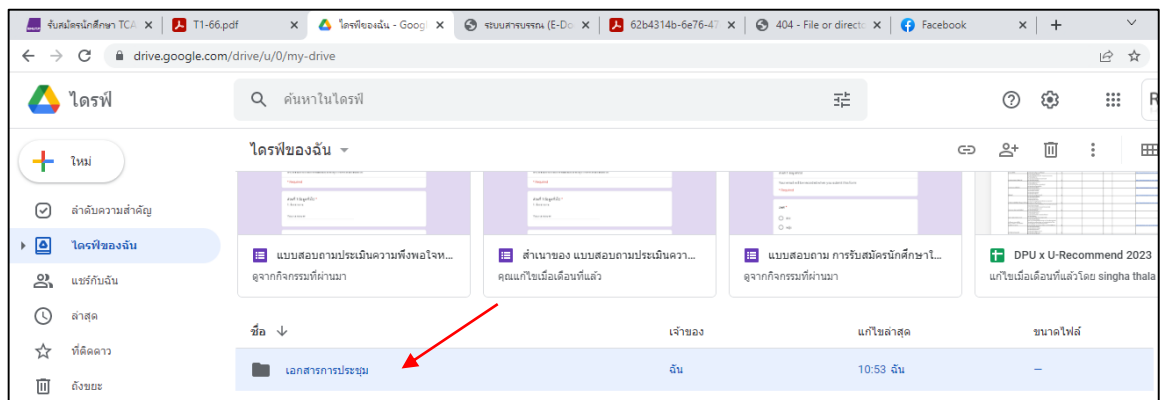 รับสมัครนักศึกษา TCA
T1-66.pdf
ไดรฟ์ของฉัน - Goog
ระบบสารบรรณ (E-Do
62b4314b-6e76-47
404 - File or directo
Facebook
drive.google.com/drive/u/0/my-drive
ไดรฟ์
ค้นหาในไดรฟ์
R
ใหม่
ไดรฟ์ของฉัน
ลำดับความสำคัญ
ไดรฟ์ของฉัน
แชร์กับฉัน
ล่าสุด
ที่ติดดาว
ถังขยะ
แบบสอบถามประเมินความพึงพอใจห...
ดูจากกิจกรรมที่ผ่านมา
สำเนาของ แบบสอบถามประเมินควา...
คุณแก้ไขเมื่อเดือนที่แล้ว
แบบสอบถาม การรับสมัครนักศึกษาใ...
ดูจากกิจกรรมที่ผ่านมา
DPU x U-Recommend 2023
แก้ไขเมื่อเดือนที่แล้วโดย singha thala
ชื่อ เจ้าของ แก้ไขล่าสุด ขนาดไฟล์
เอกสารการประชุม ฉัน 10:53 ฉัน –